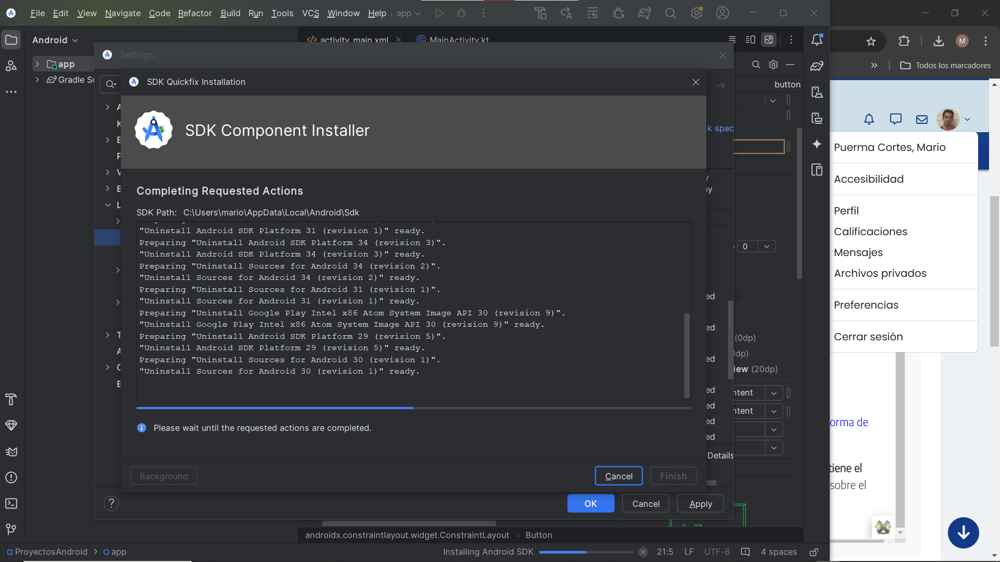 File Edit View Navigate Code Refactor Build Run Tools VCS Window Help app
Android
activity_main.xml
MainActivity.kt
app
Gradle Sc
Settings
SDK Quickfix Installation
SDK Component Installer
Completing Requested Actions
SDK Path: C:\Users\mario\AppData\Local\Android\Sdk
"Uninstall Android SDK Platform 31 (revision 1)" ready.
Preparing "Uninstall Android SDK Platform 34 (revision 3)".
"Uninstall Android SDK Platform 34 (revision 3)" ready.
Preparing "Uninstall Sources for Android 34 (revision 2)".
"Uninstall Sources for Android 34 (revision 2)" ready.
Preparing "Uninstall Sources for Android 31 (revision 1)".
"Uninstall Sources for Android 31 (revision 1)" ready.
Preparing "Uninstall Google Play Intel x86 Atom System Image API 30 (revision 9)".
"Uninstall Google Play Intel x86 Atom System Image API 30 (revision 9)" ready.
Preparing "Uninstall Android SDK Platform 29 (revision 5)".
"Uninstall Android SDK Platform 29 (revision 5)" ready.
Preparing "Uninstall Sources for Android 30 (revision 1)".
"Uninstall Sources for Android 30 (revision 1)" ready.
Please wait until the requested actions are completed.
Background
Cancel
Finish
?
OK
Cancel
Apply
button
k spac
0
(0dp)
iew (20dp)
ntent
ntent
Details
androidx.constraintlayout.widget.ConstraintLayout > Button
ProyectosAndroid > app
Installing Android SDK
21:5 LF UTF-8 4 spaces
M
» Todos los marcadores
Puerma Cortes, Mario
Accesibilidad
Perfil
Calificaciones
Mensajes
Archivos privados
Preferencias
Cerrar sesión
orma de
tiene el
sobre el